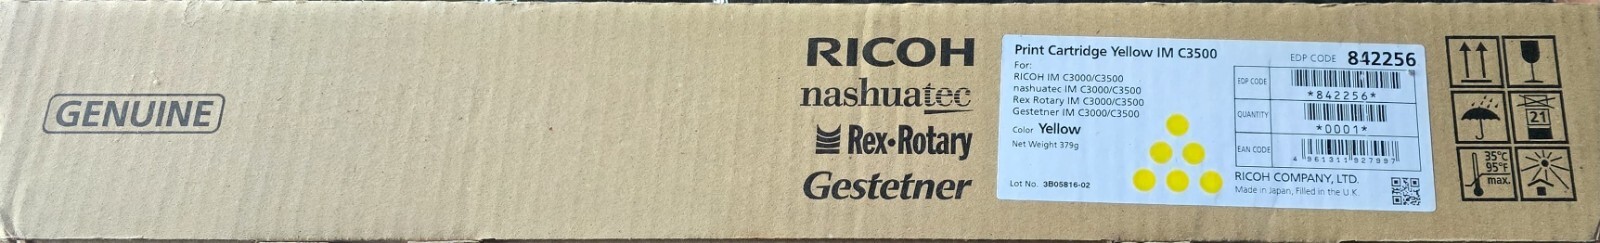 GENUINE
RICOH
nashuatec
Rex•Rotary
Gestetner
Print Cartridge Yellow IM C3500
For:
RICOH IM C3000/C3500
nashuatec IM C3000/C3500
Rex Rotary IM C3000/C3500
Gestetner IM C3000/C3500
Color Yellow
Net Weight 379g
Lot No. 3B05816-02
EDP CODE 842256
EDP CODE
*842256*
QUANTITY
*0001*
EAN CODE
4 961311 927997
RICOH COMPANY, LTD.
Made in Japan, Filled in the U.K
21
35°C
95°F
max.